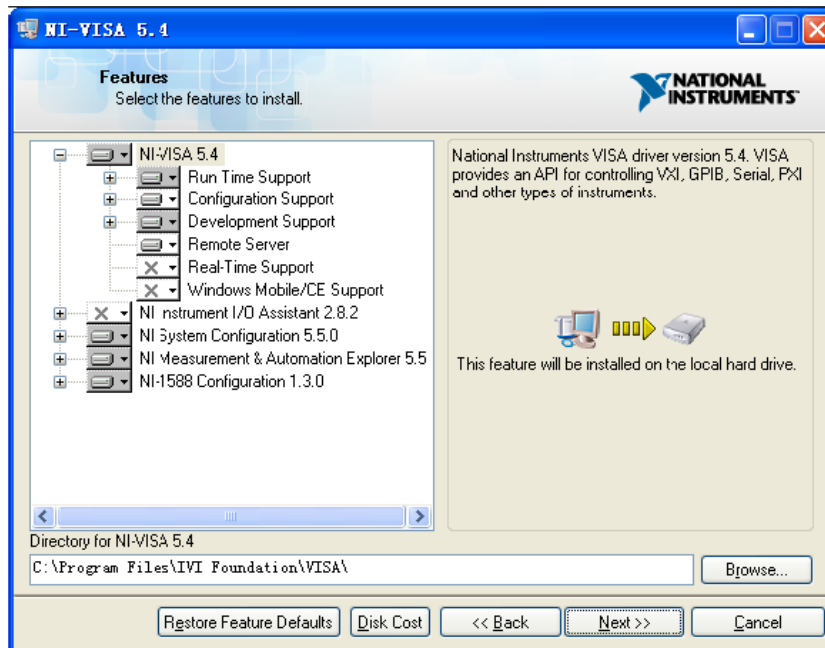 NI-VISA 5.4
Features
Select the features to install.
NATIONAL
INSTRUMENTS
NI-VISA 5.4
Run Time Support
Configuration Support
Development Support
Remote Server
Real-Time Support
Windows Mobile/CE Support
NI Instrument I/O Assistant 2.8.2
NI System Configuration 5.5.0
NI Measurement & Automation Explorer 5.5
NI-1588 Configuration 1.3.0
National Instruments VISA driver version 5.4. VISA
provides an API for controlling VXI, GPIB, Serial, PXI
and other types of instruments.
This feature will be installed on the local hard drive.
Directory for NI-VISA 5.4
C:\Program Files\IVI Foundation\VISA\
Browse...
Restore Feature Defaults
Disk Cost
<< Back
Next >>
Cancel